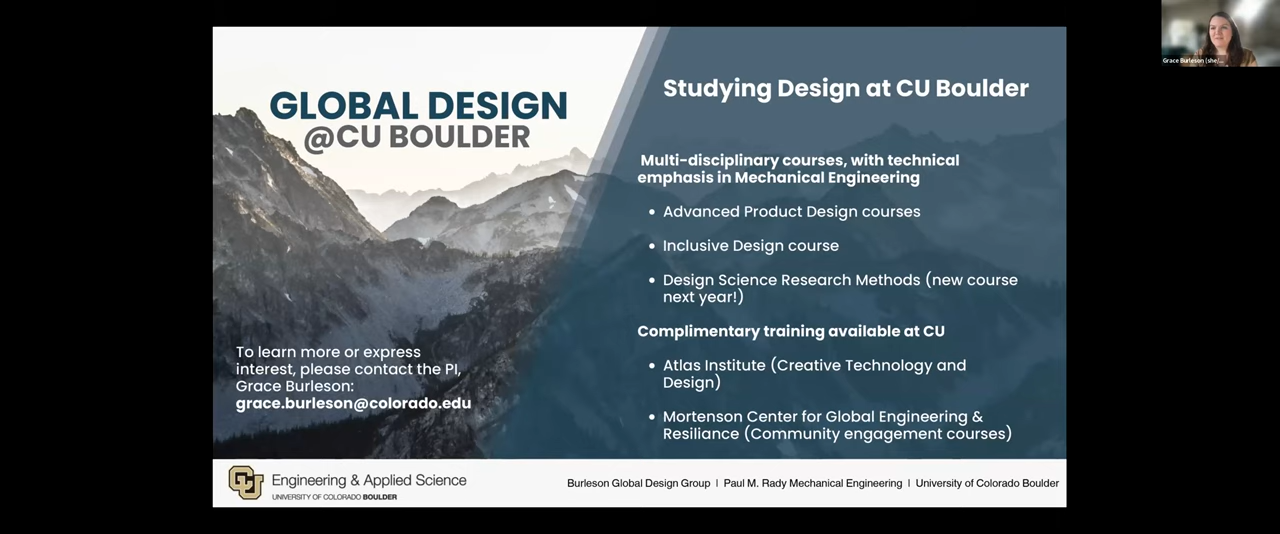 Grace Burleson (she/...
GLOBAL DESIGN
@CU BOULDER
To learn more or express
interest, please contact the PI,
Grace Burleson:
grace.burleson@colorado.edu
Studying Design at CU Boulder
Multi-disciplinary courses, with technical
emphasis in Mechanical Engineering
• Advanced Product Design courses
• Inclusive Design course
• Design Science Research Methods (new course
next year!)
Complimentary training available at CU
• Atlas Institute (Creative Technology and
Design)
• Mortenson Center for Global Engineering &
Resiliance (Community engagement courses)
CU
Engineering & Applied Science
UNIVERSITY OF COLORADO BOULDER
Burleson Global Design Group | Paul M. Rady Mechanical Engineering | University of Colorado Boulder